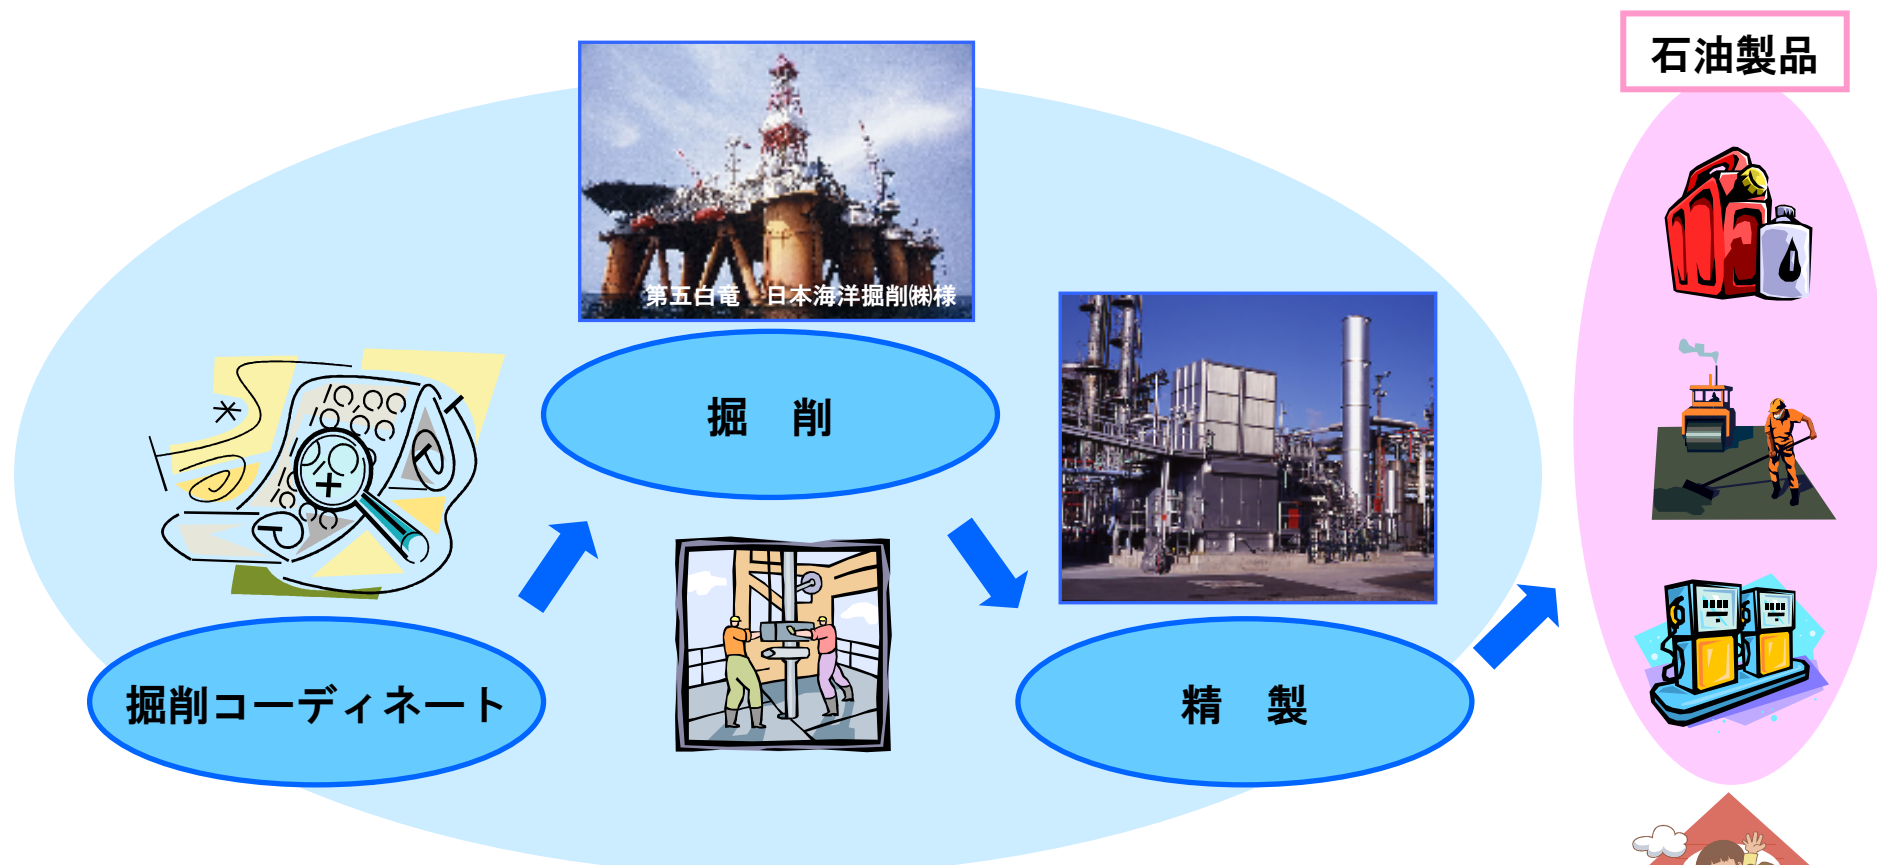 石油製品
第五白竜　日本海洋掘削㈱様
掘　削
掘削コーディネート
精　製